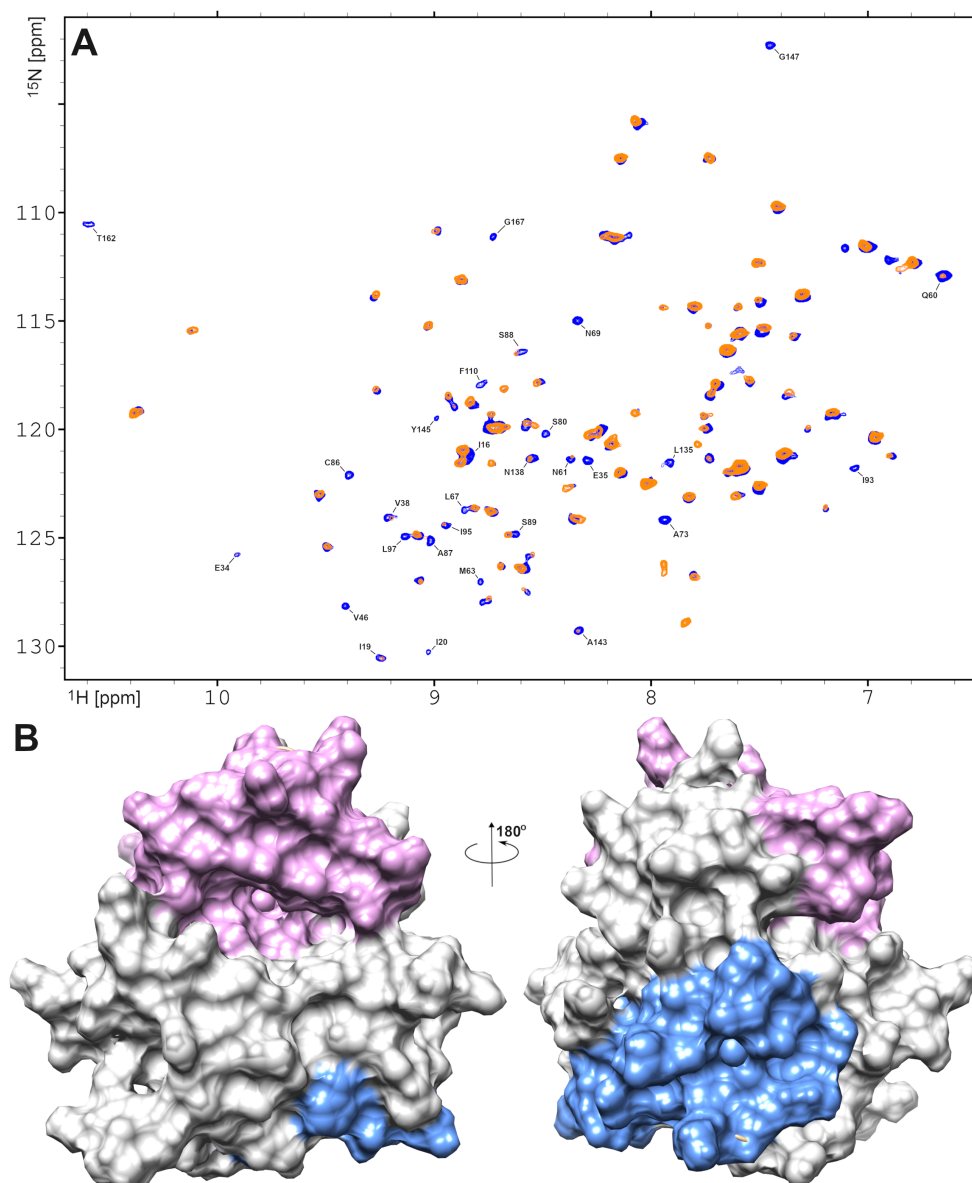 A
15N [ppm]
G147
110
T162
G167
Q60
115
N69
S88
F110
120
Y145
S80
I16
C86
N138
N61
E35
L135
I93
V38
L67
I95
125
L97
A87
S89
A73
E34
M63
V46
130
I19
I20
A143
1H [ppm]
10
9
8
7
B
180°